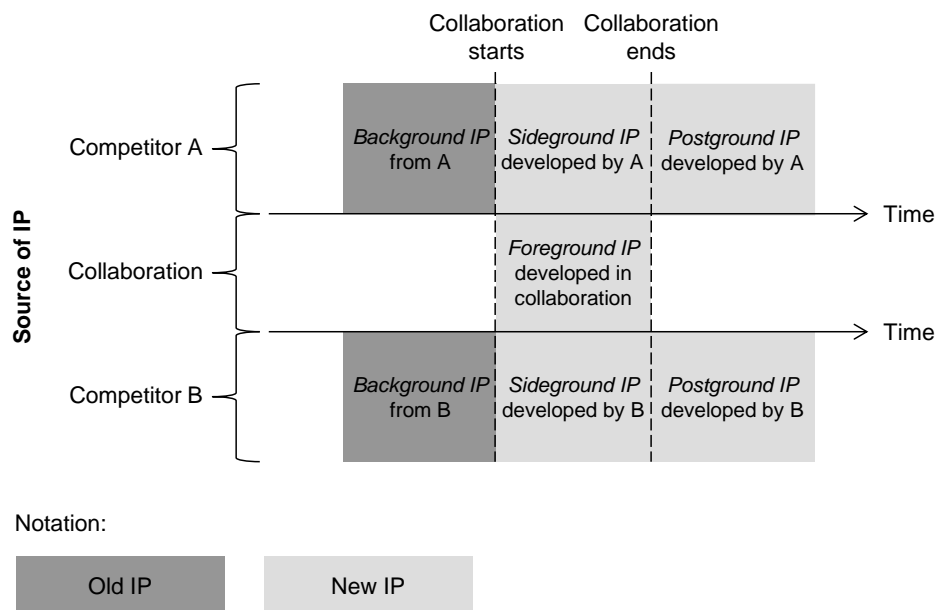 Collaboration
starts
Collaboration
ends
Source of IP
Competitor A
Background IP
from A
Sideground IP
developed by A
Postground IP
developed by A
Time
Collaboration
Foreground IP
developed in
collaboration
Time
Competitor B
Background IP
from B
Sideground IP
developed by B
Postground IP
developed by B
Notation:
Old IP
New IP